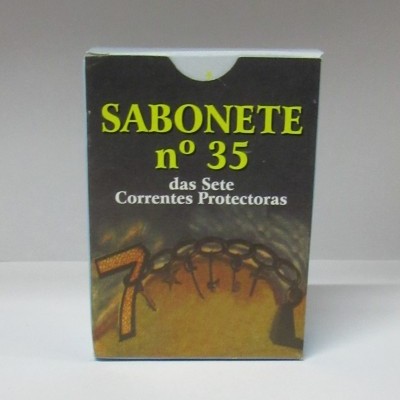 SABONETE
nº 35
das Sete
Correntes Protectoras
7